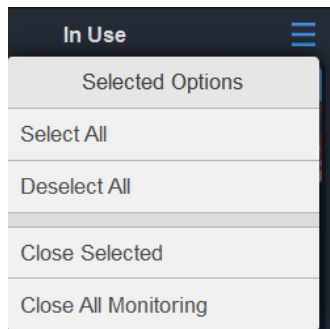 In Use
Selected Options
Select All
Deselect All
Close Selected
Close All Monitoring